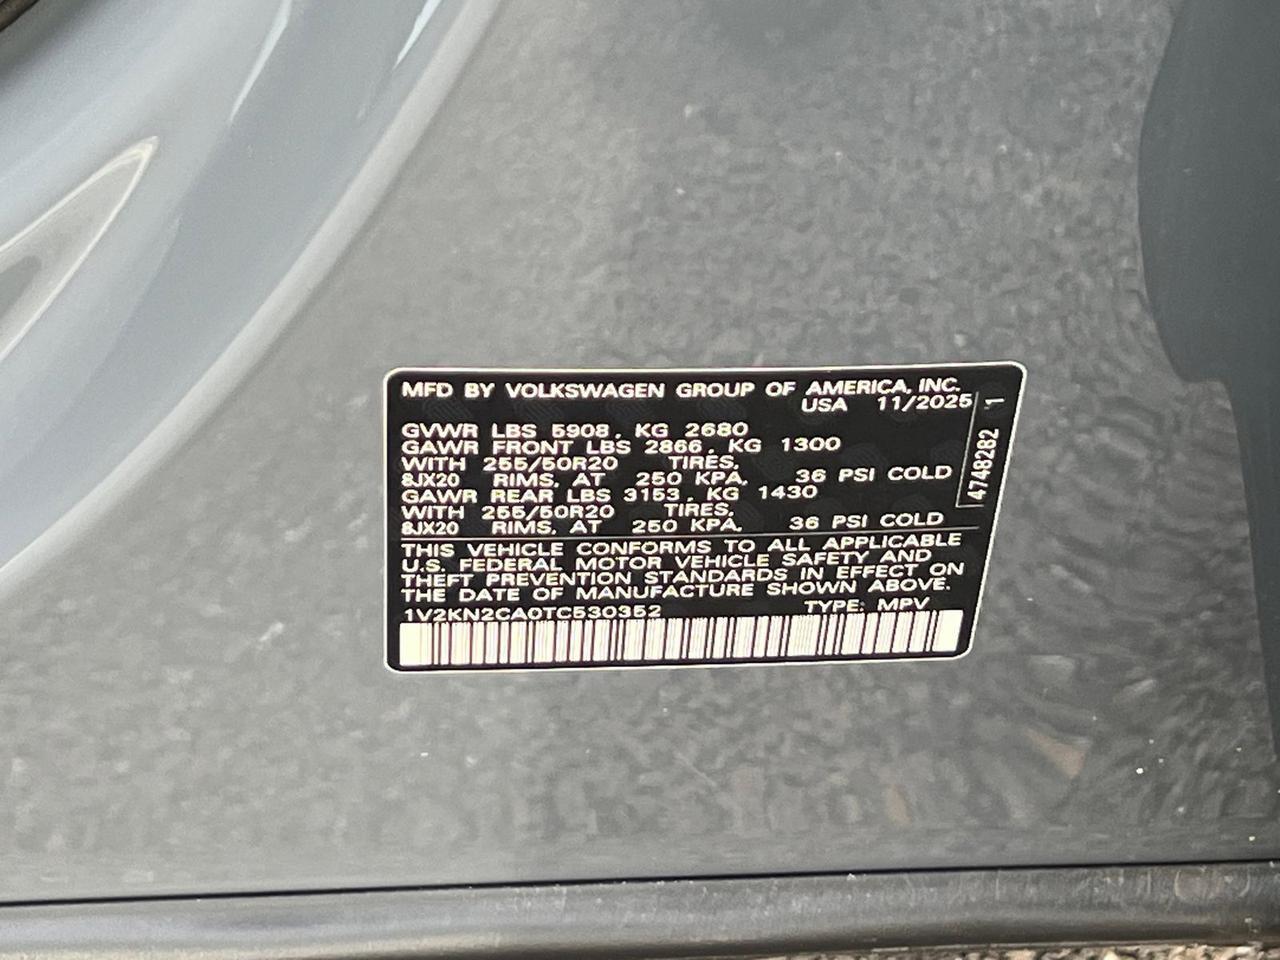 MFD BY VOLKSWAGEN GROUP OF AMERICA, INC.
USA 11/2025
GVWR LBS 5908, KG 2680
GAWR FRONT LBS 2866, KG 1300
WITH 255/50R20 TIRES,
8JX20 RIMS, AT 250 KPA, 36 PSI COLD
GAWR REAR LBS 3153, KG 1430
WITH 255/50R20 TIRES,
8JX20 RIMS, AT 250 KPA, 36 PSI COLD
THIS VEHICLE CONFORMS TO ALL APPLICABLE
U.S. FEDERAL MOTOR VEHICLE SAFETY AND
THEFT PREVENTION STANDARDS IN EFFECT ON
THE DATE OF MANUFACTURE SHOWN ABOVE.
1V2KN2CA0TC530352 TYPE: MPV
4748282 1